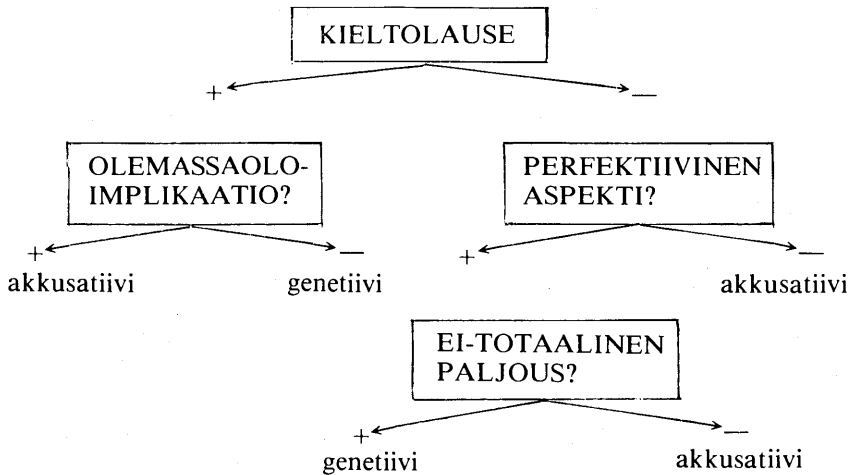 KIELTOLAUSE
+ —
OLEMASSAOLO-
IMPLIKAATIO?
PERFEKTIIVINEN
ASPEKTI?
+ —
akkusatiivi genetiivi
+ —
akkusatiivi
EI-TOTAALINEN
PALJOUS?
+ —
genetiivi akkusatiivi